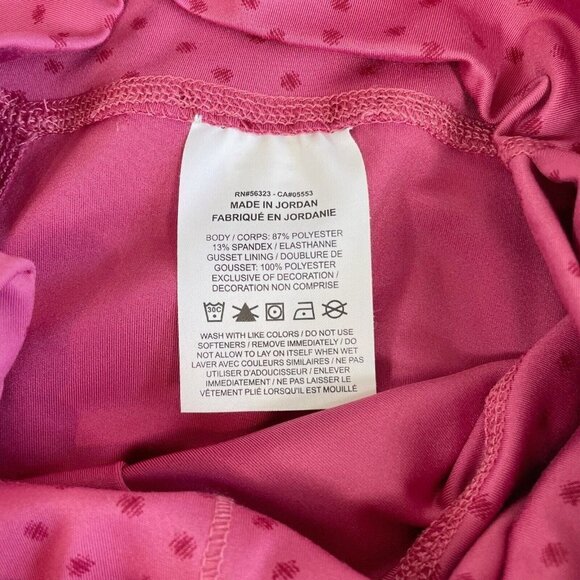 RN#56323 - CA#05553
MADE IN JORDAN
FABRIQUÉ EN JORDANIE
BODY / CORPS: 87% POLYESTER
13% SPANDEX / ELASTHANNE
GUSSET LINING / DOUBLURE DE
GOUSSET: 100% POLYESTER
EXCLUSIVE OF DECORATION /
DECORATION NON COMPRISE
30C
WASH WITH LIKE COLORS / DO NOT USE
SOFTENERS / REMOVE IMMEDIATELY / DO
NOT ALLOW TO LAY ON ITSELF WHEN WET
LAVER AVEC COULEURS SIMILAIRES / NE PAS
UTILISER D'ADOUCISSEUR / ENLEVER
IMMÉDIATEMENT / NE PAS LAISSER LE
VÊTEMENT PLIÉ LORSQU'IL EST MOUILLÉ